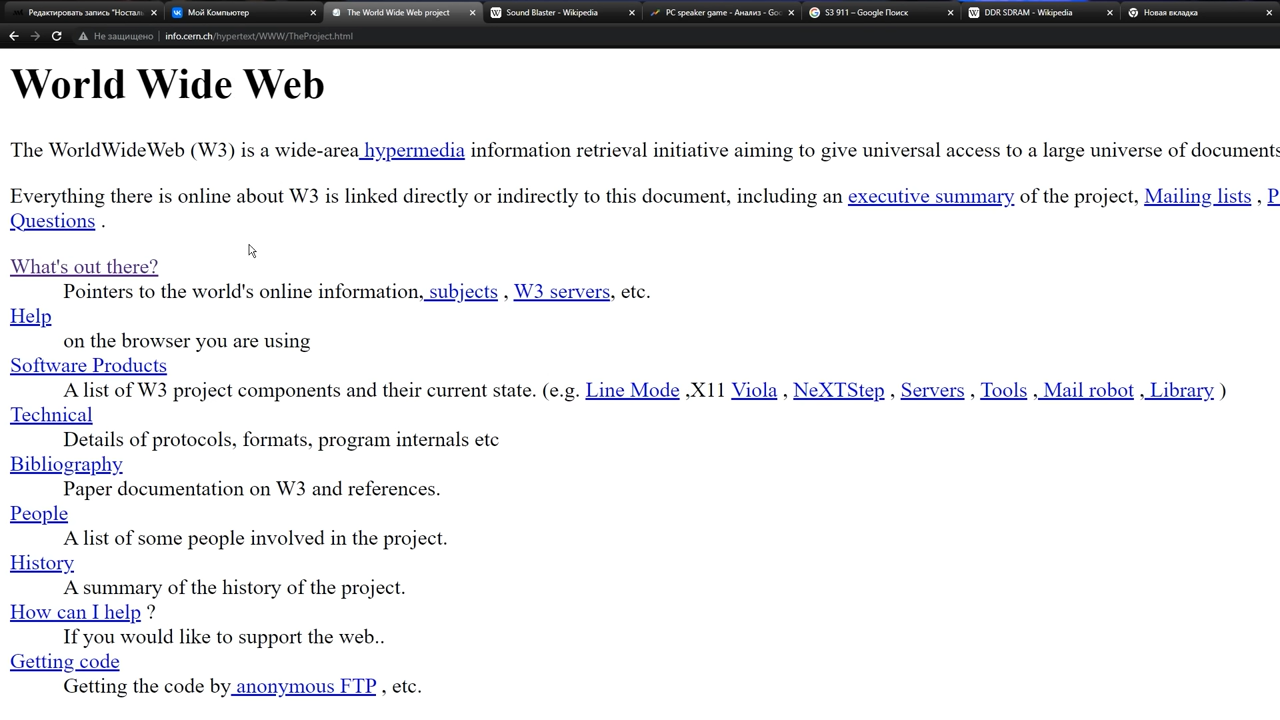 Редактировать запись "Носталь
Мой Компьютер
The World Wide Web project
Sound Blaster - Wikipedia
PC speaker game - Анализ - Goo
S3 911 – Google Поиск
DDR SDRAM - Wikipedia
Новая вкладка
Не защищено info.cern.ch/hypertext/WWW/TheProject.html
World Wide Web
The WorldWideWeb (W3) is a wide-area hypermedia information retrieval initiative aiming to give universal access to a large universe of documents
Everything there is online about W3 is linked directly or indirectly to this document, including an executive summary of the project, Mailing lists , P
Questions .
What's out there?
Pointers to the world's online information, subjects , W3 servers, etc.
Help
on the browser you are using
Software Products
A list of W3 project components and their current state. (e.g. Line Mode ,X11 Viola , NeXTStep , Servers , Tools , Mail robot , Library )
Technical
Details of protocols, formats, program internals etc
Bibliography
Paper documentation on W3 and references.
People
A list of some people involved in the project.
History
A summary of the history of the project.
How can I help ?
If you would like to support the web..
Getting code
Getting the code by anonymous FTP , etc.